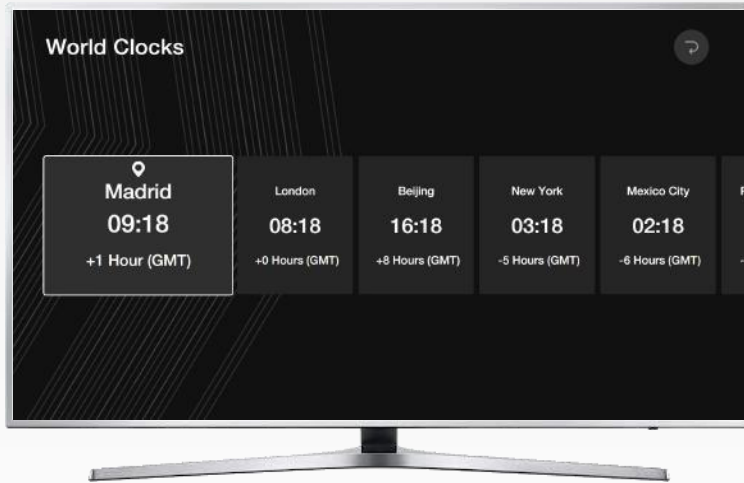 World Clocks
Madrid
09:18
+1 Hour (GMT)
London
08:18
+0 Hours (GMT)
Beijing
16:18
+8 Hours (GMT)
New York
03:18
-5 Hours (GMT)
Mexico City
02:18
-6 Hours (GMT)